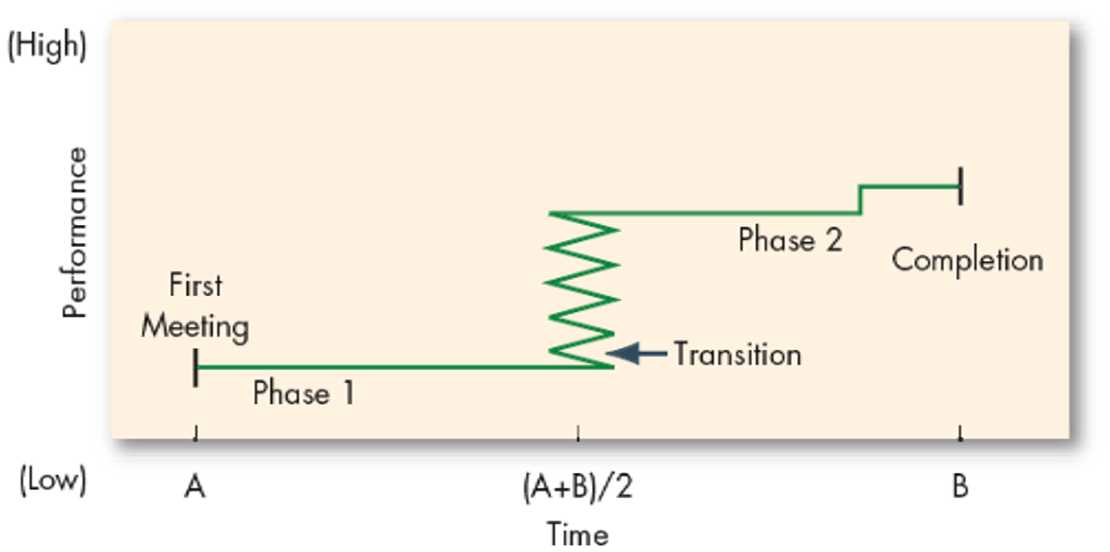 (High)
Performance
First
Meeting
Phase 1
Phase 2
Completion
Transition
(Low)
A
(A+B)/2
B
Time